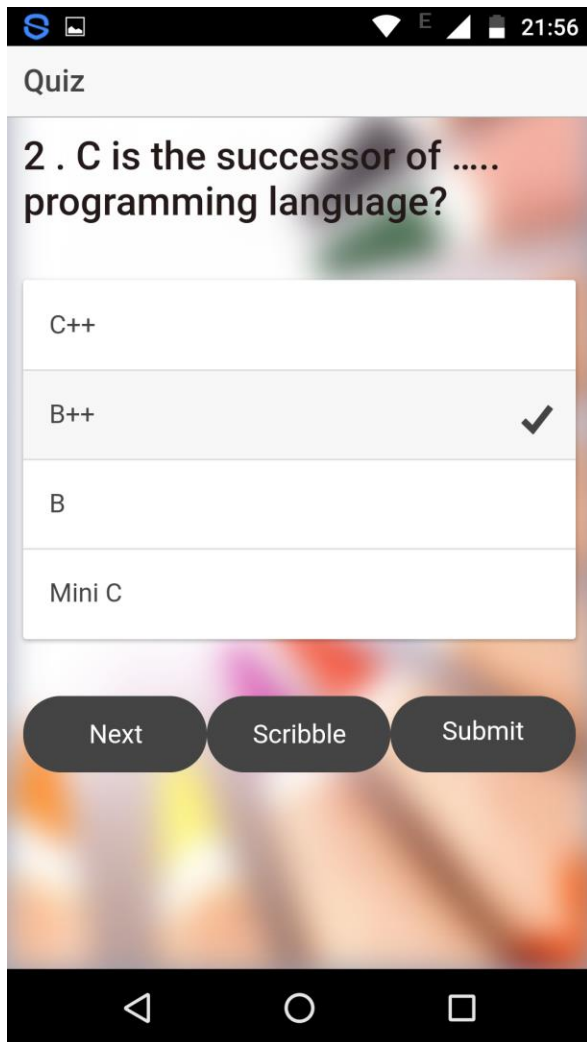 E 21:56
Quiz
2 . C is the successor of .....
programming language?
C++
B++
B
Mini C
Next Scribble Submit